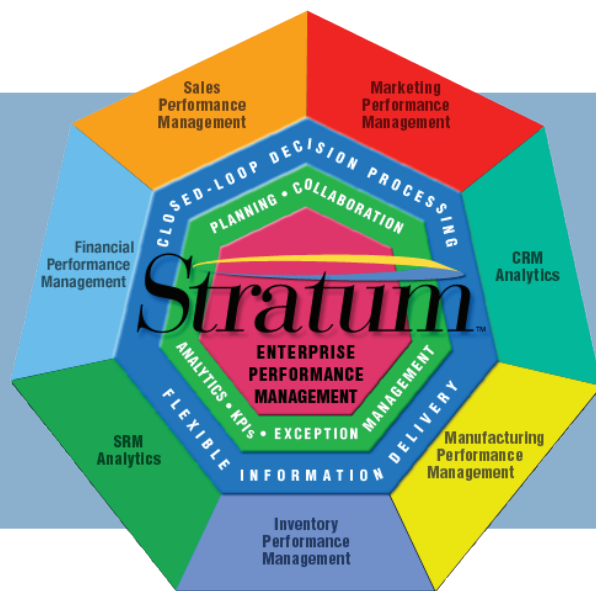 Sales
Performance
Management
Marketing
Performance
Management
CLOSED-LOOP DECISION PROCESSING
PLANNING • COLLABORATION
Financial
Performance
Management
CRM
Analytics
Stratum™
ENTERPRISE
PERFORMANCE
MANAGEMENT
ANALYTICS • KPIs • EXCEPTION MANAGEMENT
FLEXIBLE INFORMATION DELIVERY
SRM
Analytics
Manufacturing
Performance
Management
Inventory
Performance
Management